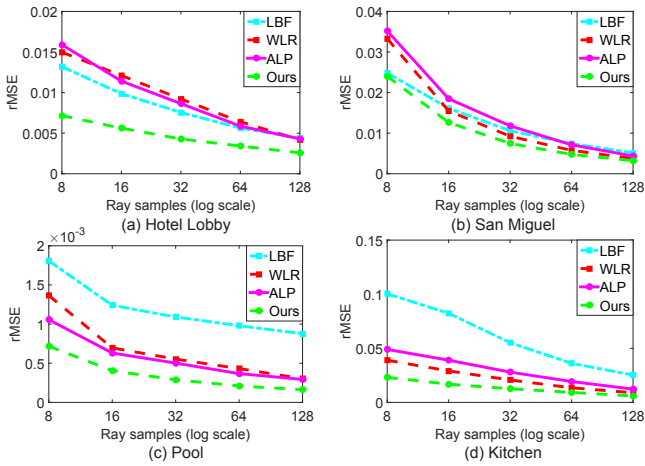 0.02
0.015
0.01
0.005
0
rMSE
8 16 32 64 128
Ray samples (log scale)
LBF
WLR
ALP
Ours
(a) Hotel Lobby
0.04
0.03
0.02
0.01
0
rMSE
8 16 32 64 128
Ray samples (log scale)
LBF
WLR
ALP
Ours
(b) San Miguel
× 10^-3
2
1.5
1
0.5
0
rMSE
8 16 32 64 128
Ray samples (log scale)
LBF
WLR
ALP
Ours
(c) Pool
0.15
0.1
0.05
0
rMSE
8 16 32 64 128
Ray samples (log scale)
LBF
WLR
ALP
Ours
(d) Kitchen